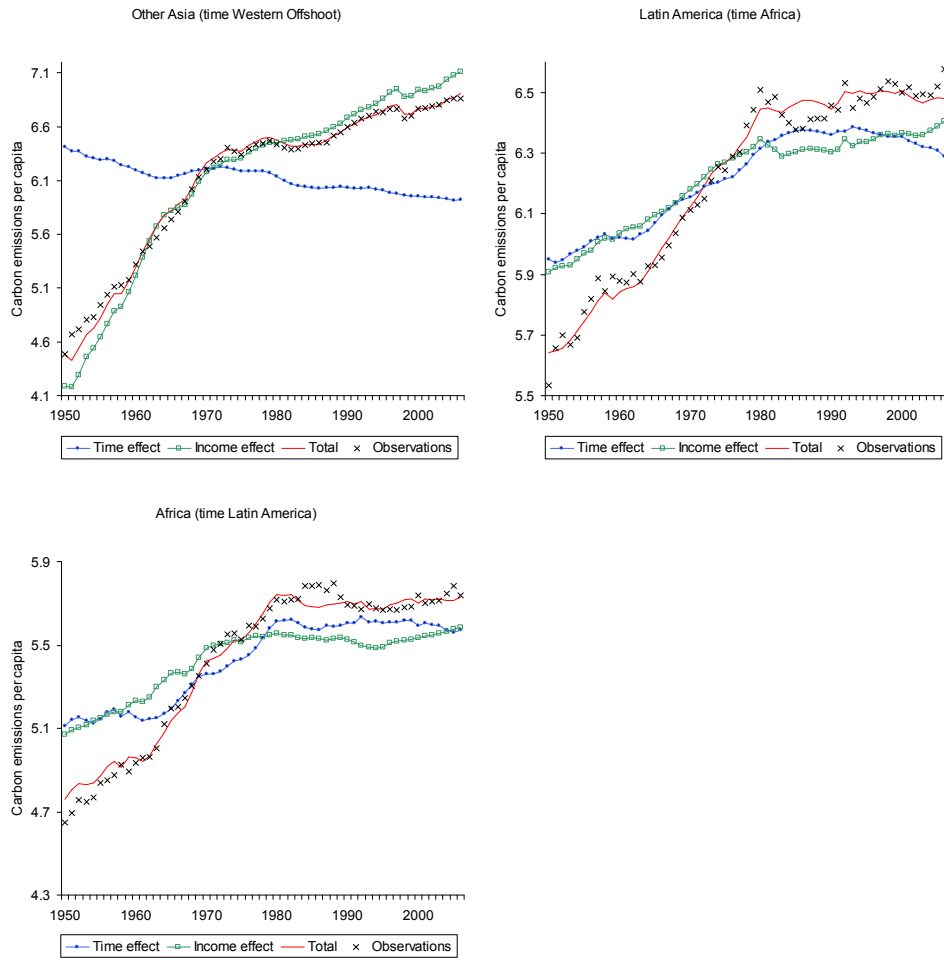 Other Asia (time Western Offshoot)
Carbon emissions per capita
7.1
6.6
6.1
5.6
5.1
4.6
4.1
1950 1960 1970 1980 1990 2000
Time effect Income effect Total Observations
Latin America (time Africa)
Carbon emissions per capita
6.5
6.3
6.1
5.9
5.7
5.5
1950 1960 1970 1980 1990 2000
Time effect Income effect Total Observations
Africa (time Latin America)
Carbon emissions per capita
5.9
5.5
5.1
4.7
4.3
1950 1960 1970 1980 1990 2000
Time effect Income effect Total Observations